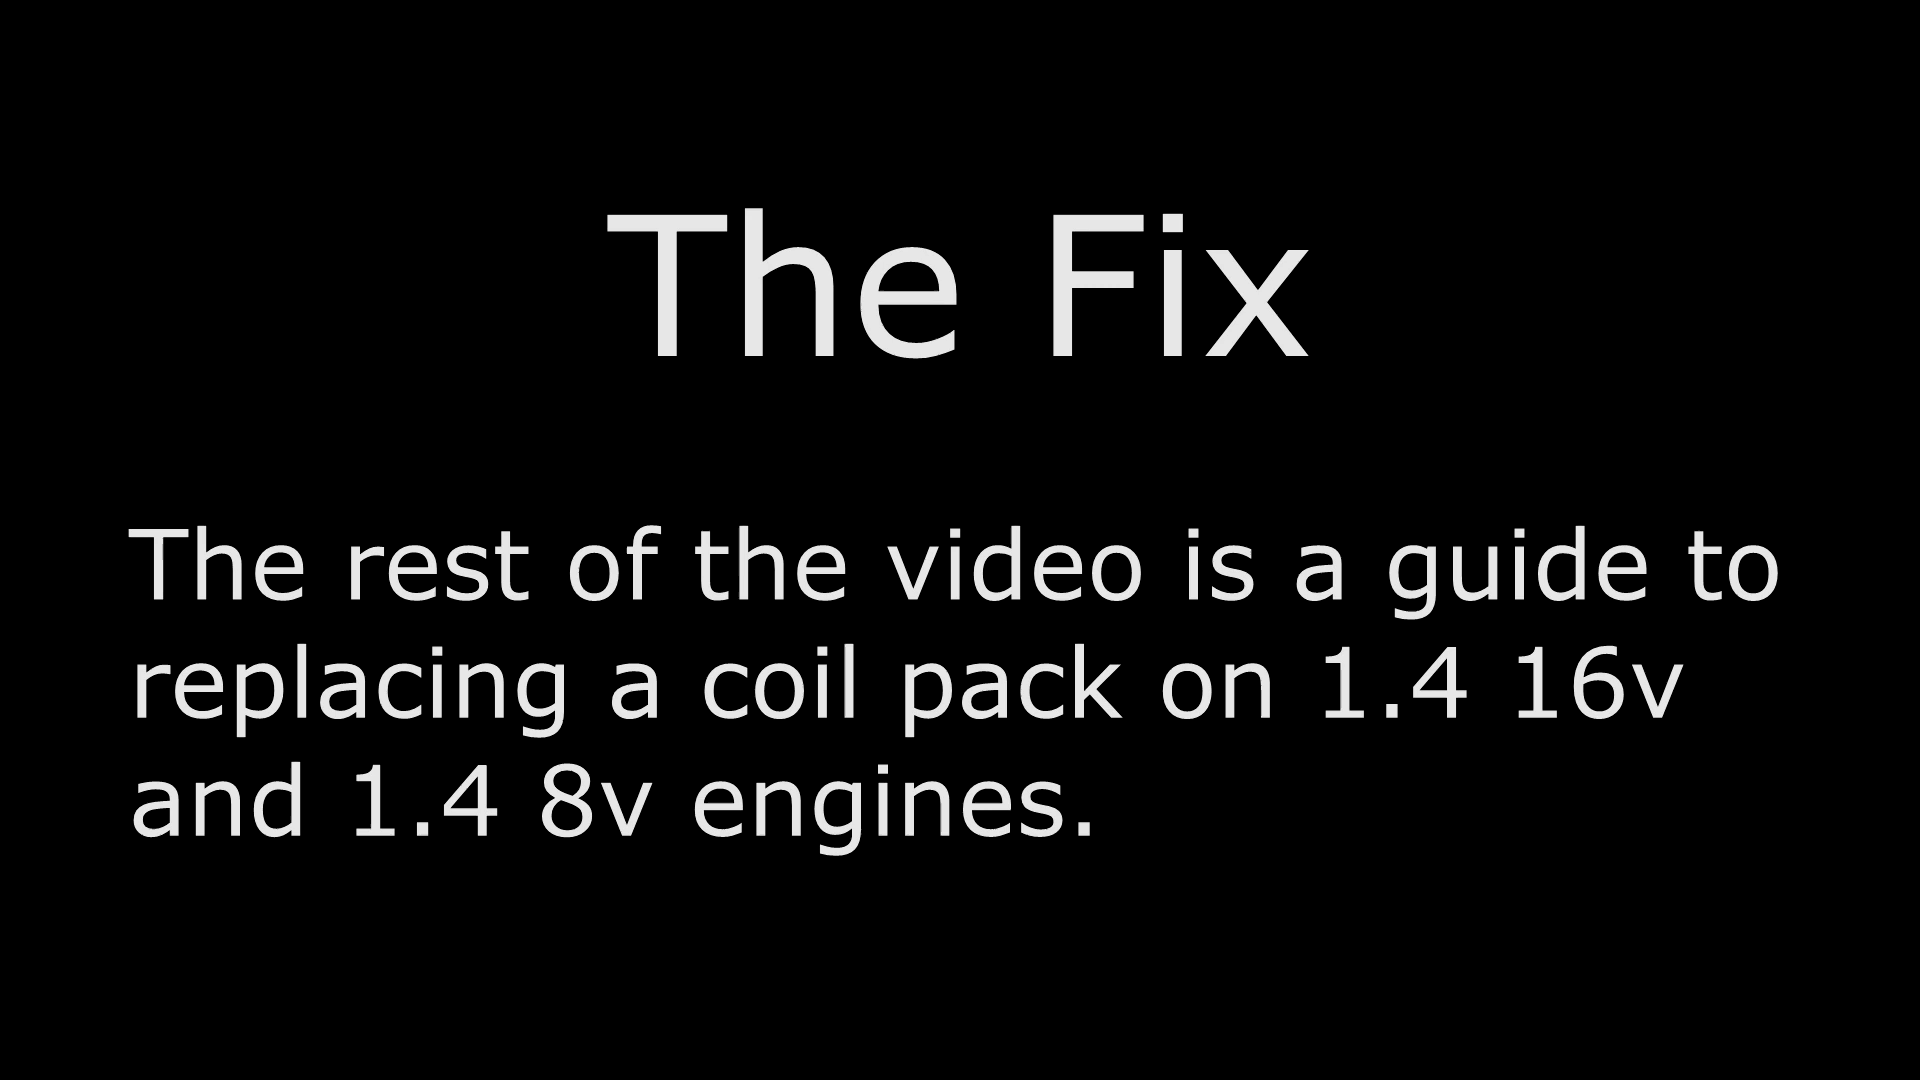 The Fix
The rest of the video is a guide to
replacing a coil pack on 1.4 16v
and 1.4 8v engines.